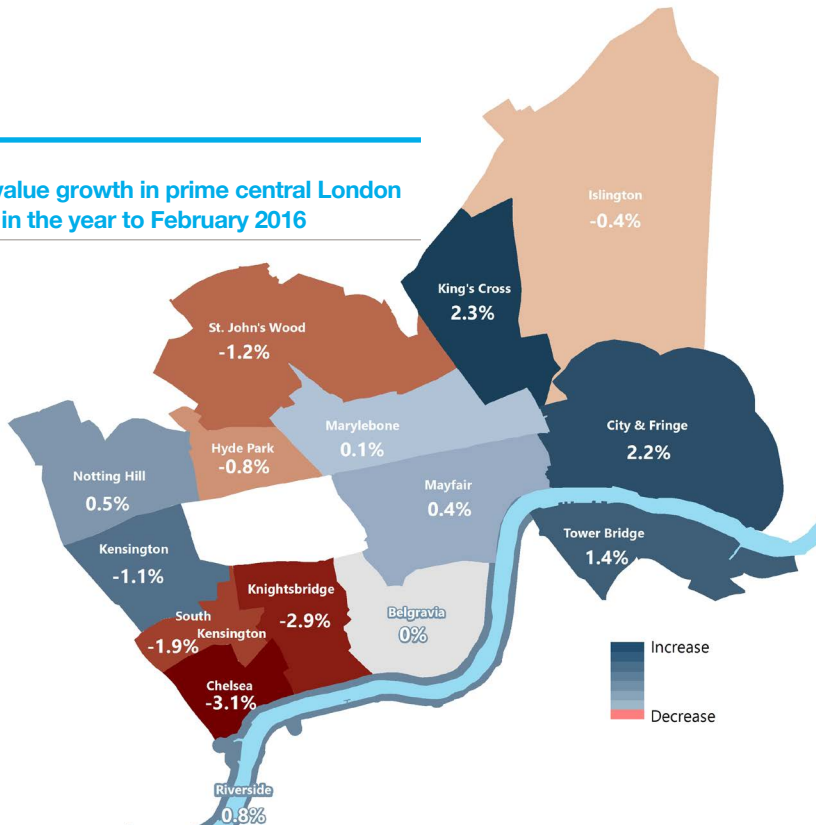 value growth in prime central London
in the year to February 2016
Islington
-0.4%
King's Cross
2.3%
St. John's Wood
-1.2%
Marylebone
0.1%
Hyde Park
-0.8%
City & Fringe
2.2%
Notting Hill
0.5%
Mayfair
0.4%
Tower Bridge
1.4%
Kensington
-1.1%
Knightsbridge
-2.9%
South
Kensington
-1.9%
Belgravia
0%
Chelsea
-3.1%
Increase
Decrease
Riverside
0.8%